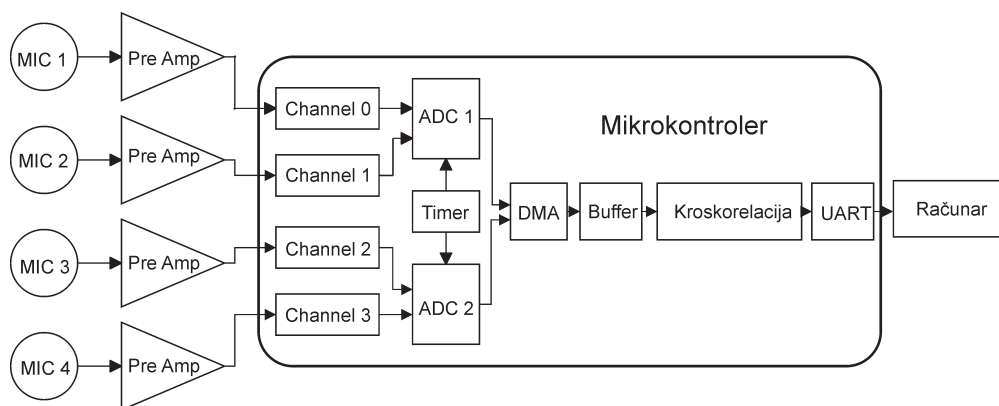 MIC 1
Pre Amp
Channel 0
ADC 1
Mikrokontroler
MIC 2
Pre Amp
Channel 1
Timer
DMA
Buffer
Kroskorelacija
UART
Računar
MIC 3
Pre Amp
Channel 2
ADC 2
Channel 3
MIC 4
Pre Amp